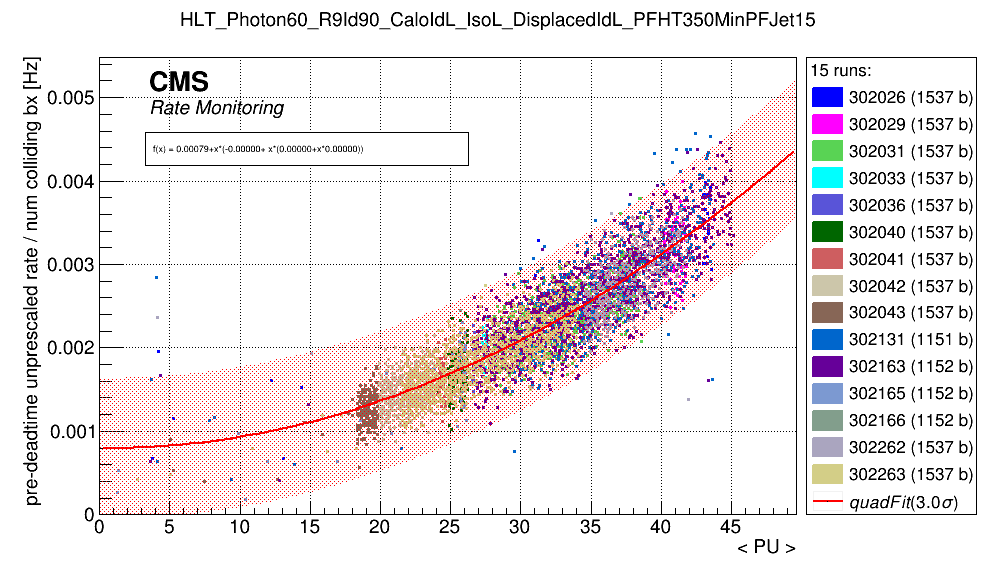 HLT_Photon60_R9Id90_CaloIdL_IsoL_DisplacedIdL_PFHT350MinPFJet15
pre-deadtime unprescaled rate / num colliding bx [Hz]
CMS
Rate Monitoring
f(x) = 0.00079+x*(-0.00000+ x*(0.00000+x*0.00000))
0.005
0.004
0.003
0.002
0.001
0
0 5 10 15 20 25 30 35 40 45
< PU >
15 runs:
302026 (1537 b)
302029 (1537 b)
302031 (1537 b)
302033 (1537 b)
302036 (1537 b)
302040 (1537 b)
302041 (1537 b)
302042 (1537 b)
302043 (1537 b)
302131 (1151 b)
302163 (1152 b)
302165 (1152 b)
302166 (1152 b)
302262 (1537 b)
302263 (1537 b)
quadFit(3.0σ)